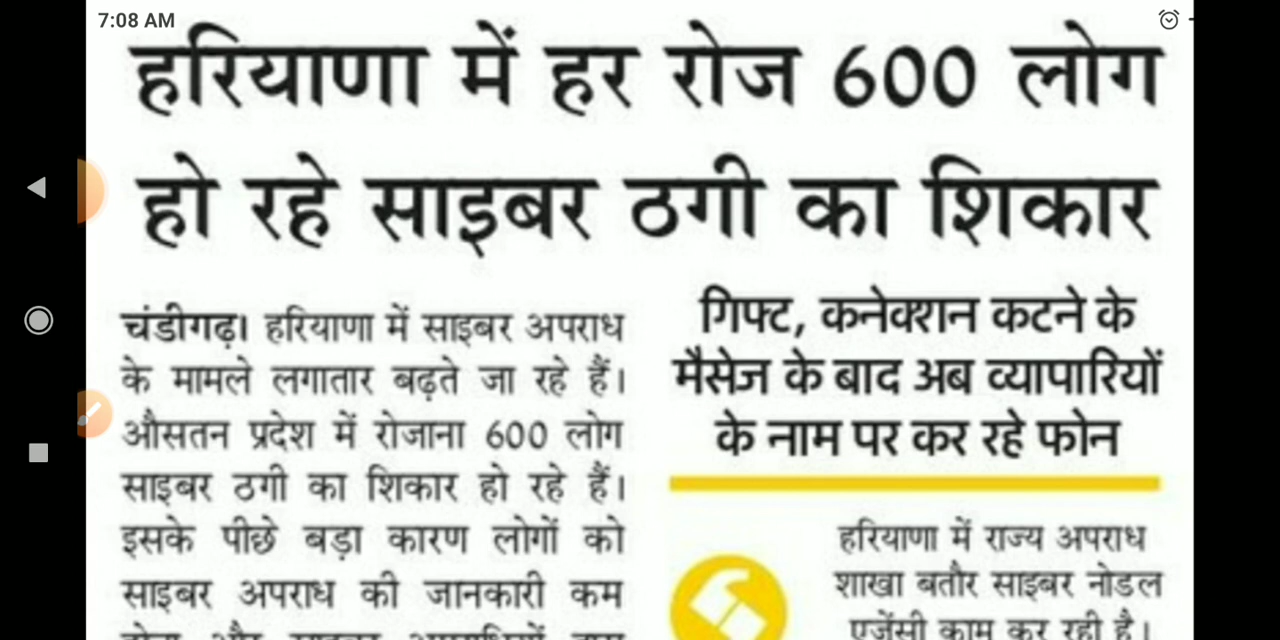 7:08 AM
हरियाणा में हर रोज 600 लोग
हो रहे साइबर ठगी का शिकार
चंडीगढ़। हरियाणा में साइबर अपराध
के मामले लगातार बढ़ते जा रहे हैं।
औसतन प्रदेश में रोजाना 600 लोग
साइबर ठगी का शिकार हो रहे हैं।
इसके पीछे बड़ा कारण लोगों को
साइबर अपराध की जानकारी कम
गिफ्ट, कनेक्शन कटने के
मैसेज के बाद अब व्यापारियों
के नाम पर कर रहे फोन
हरियाणा में राज्य अपराध
शाखा बतौर साइबर नोडल
एजेंसी काम कर रही है।